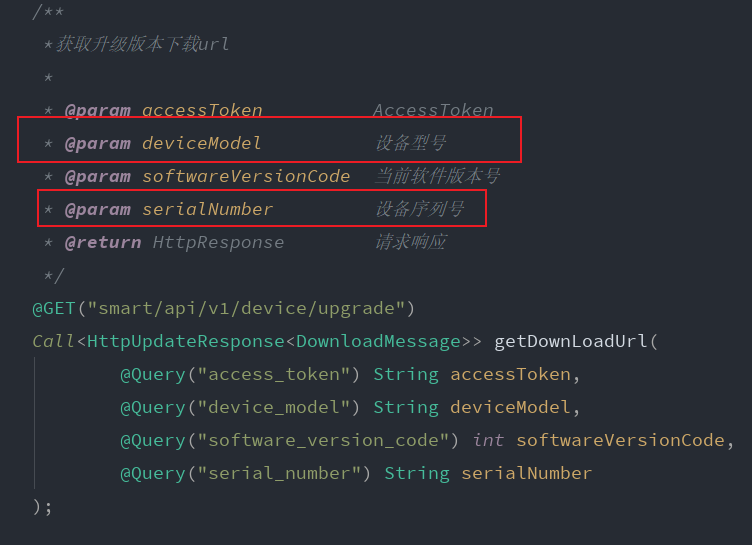 /**
 *获取升级版本下载url
 *
 * @param accessToken          AccessToken
 * @param deviceModel          设备型号
 * @param softwareVersionCode  当前软件版本号
 * @param serialNumber         设备序列号
 * @return HttpResponse        请求响应
 */
@GET("smart/api/v1/device/upgrade")
Call<HttpUpdateResponse<DownloadMessage>> getDownLoadUrl(
        @Query("access_token") String accessToken,
        @Query("device_model") String deviceModel,
        @Query("software_version_code") int softwareVersionCode,
        @Query("serial_number") String serialNumber
);